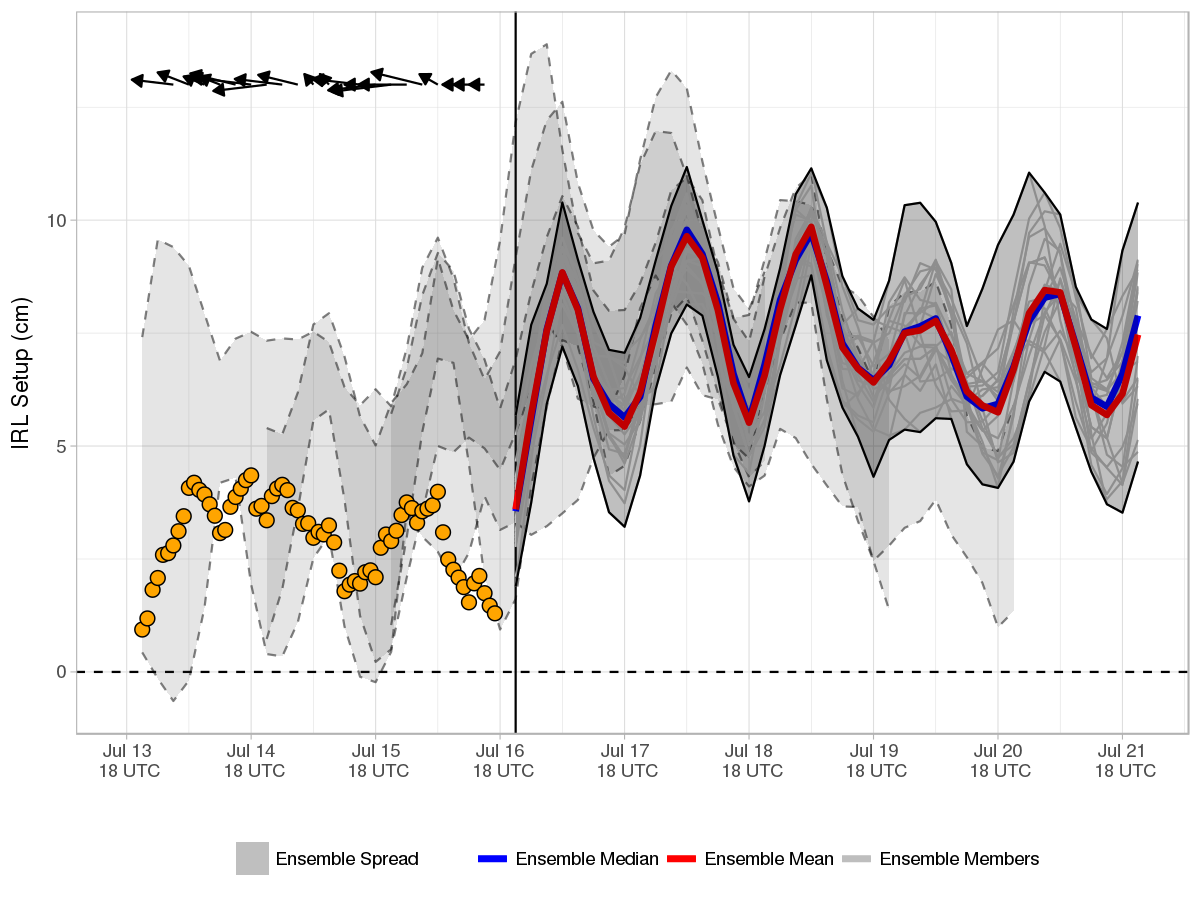 IRL Setup (cm)
10
5
0
Jul 13 Jul 14 Jul 15 Jul 16 Jul 17 Jul 18 Jul 19 Jul 20 Jul 21
18 UTC 18 UTC 18 UTC 18 UTC 18 UTC 18 UTC 18 UTC 18 UTC 18 UTC
Ensemble Spread Ensemble Median Ensemble Mean Ensemble Members